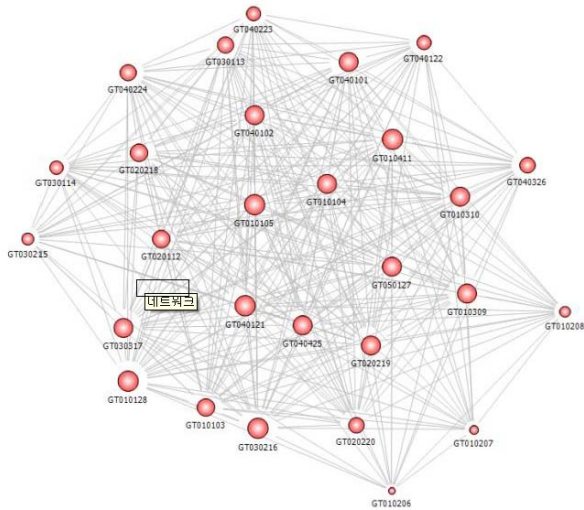 GT040223
GT030113
GT040122
GT040101
GT040224
GT040102
GT010411
GT020218
GT030114
GT040326
GT010104
GT010310
GT010105
GT030215
GT020112
GT050127
GT010309
GT010208
네트워크
GT040121
GT040425
GT030317
GT020219
GT010128
GT010103
GT030216
GT020220
GT010207
GT010206